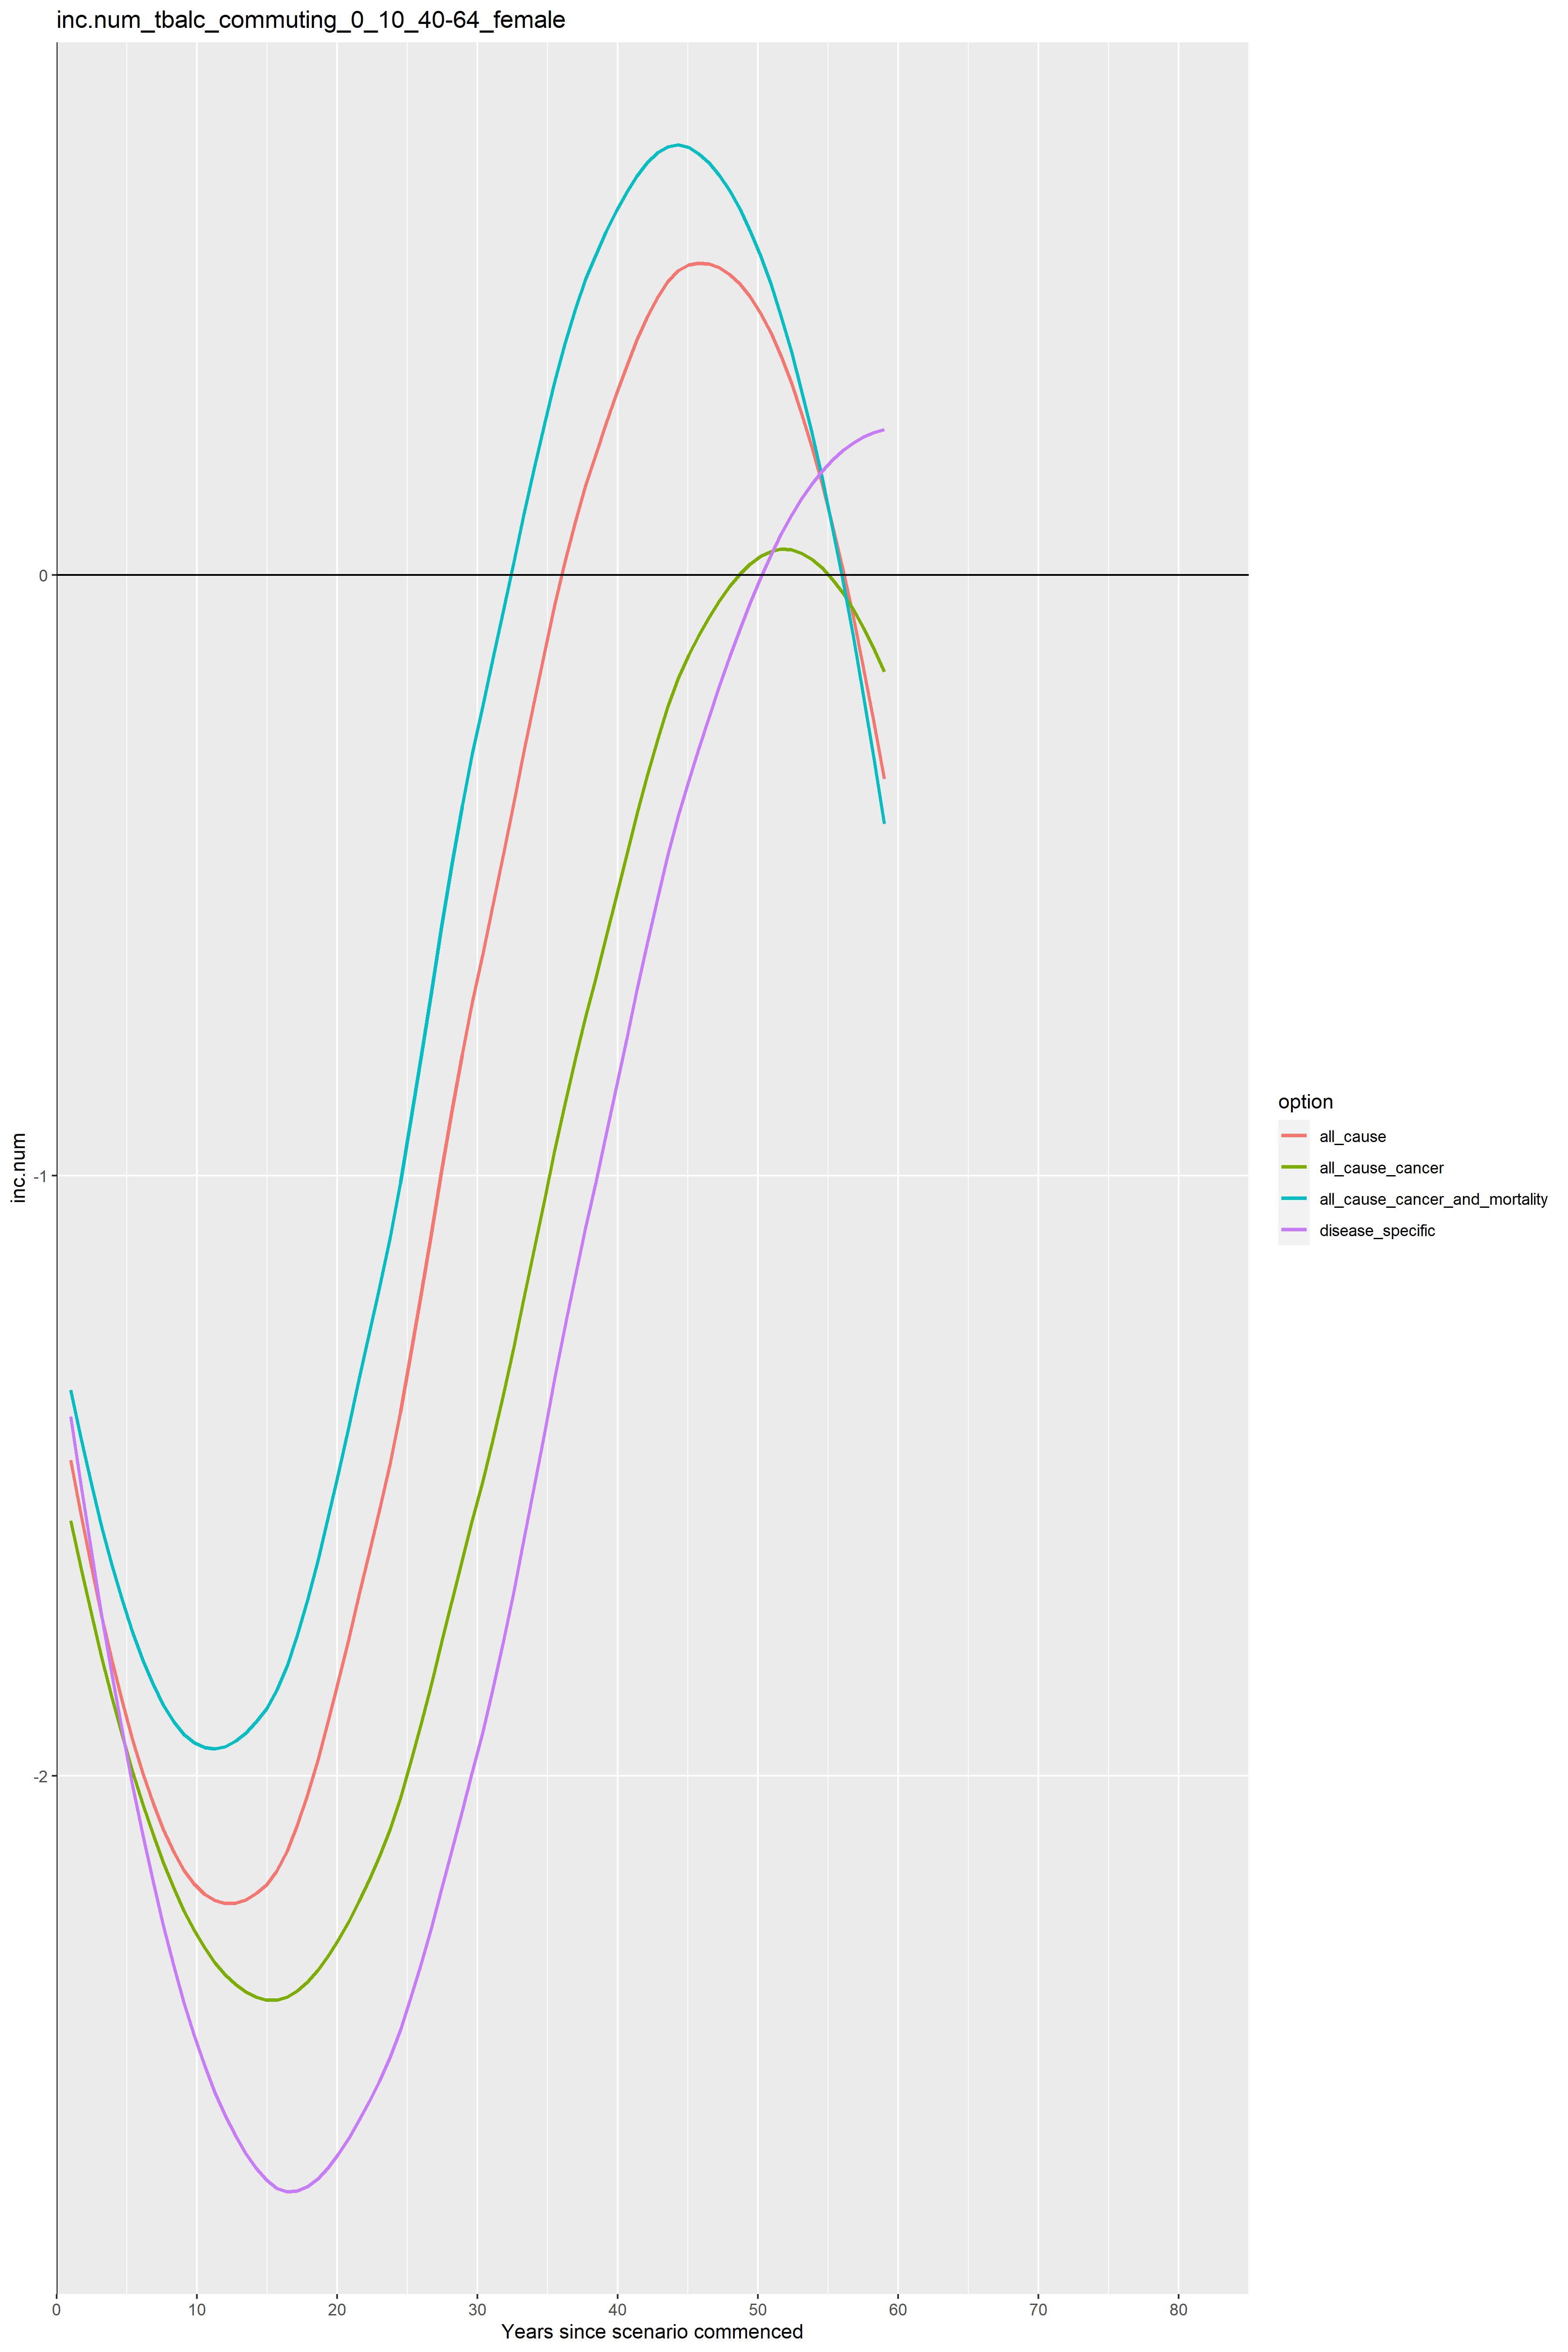 inc.num_tbalc_commuting_0_10_40-64_female
inc.num
0
-1
-2
0 10 20 30 40 50 60 70 80
Years since scenario commenced
option
all_cause
all_cause_cancer
all_cause_cancer_and_mortality
disease_specific